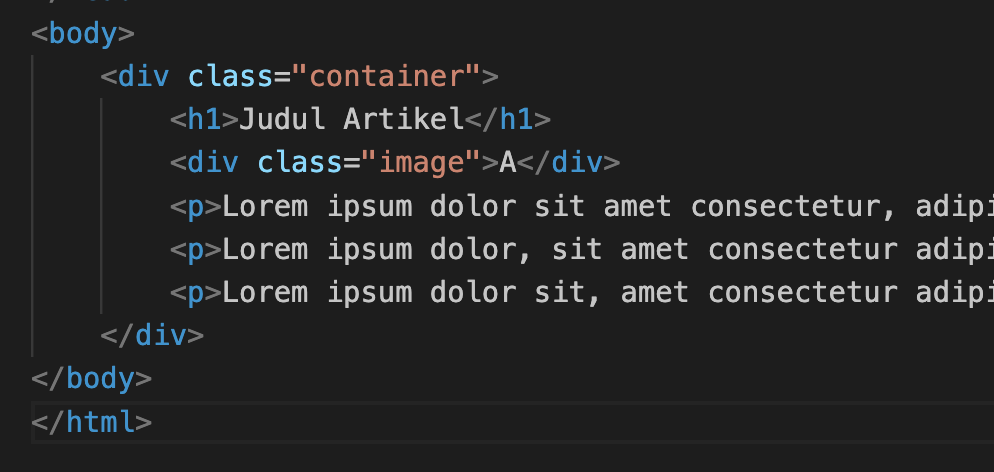 <body>
<div class="container">
<h1>Judul Artikel</h1>
<div class="image">A</div>
<p>Lorem ipsum dolor sit amet consectetur, adipi
<p>Lorem ipsum dolor, sit amet consectetur adipi
<p>Lorem ipsum dolor sit, amet consectetur adipi
</div>
</body>
</html>